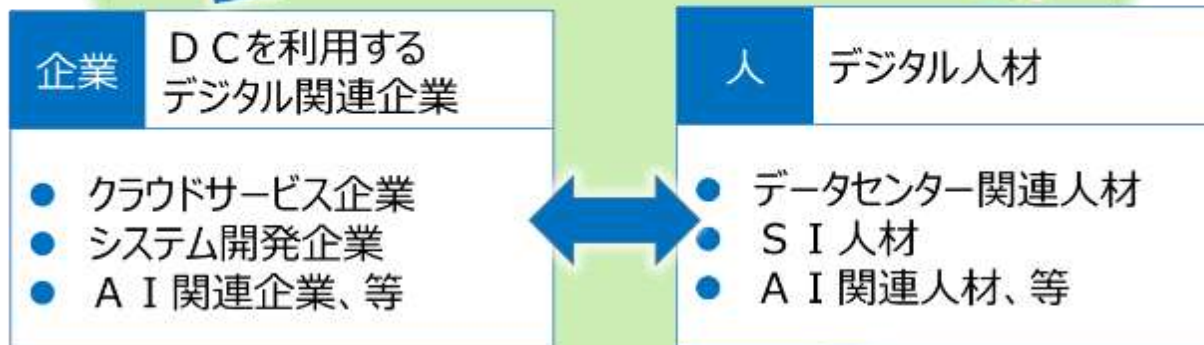 企業
ＤＣを利用する
デジタル関連企業
● クラウドサービス企業
● システム開発企業
● ＡＩ関連企業、等
人
デジタル人材
● データセンター関連人材
● ＳＩ人材
● ＡＩ関連人材、等